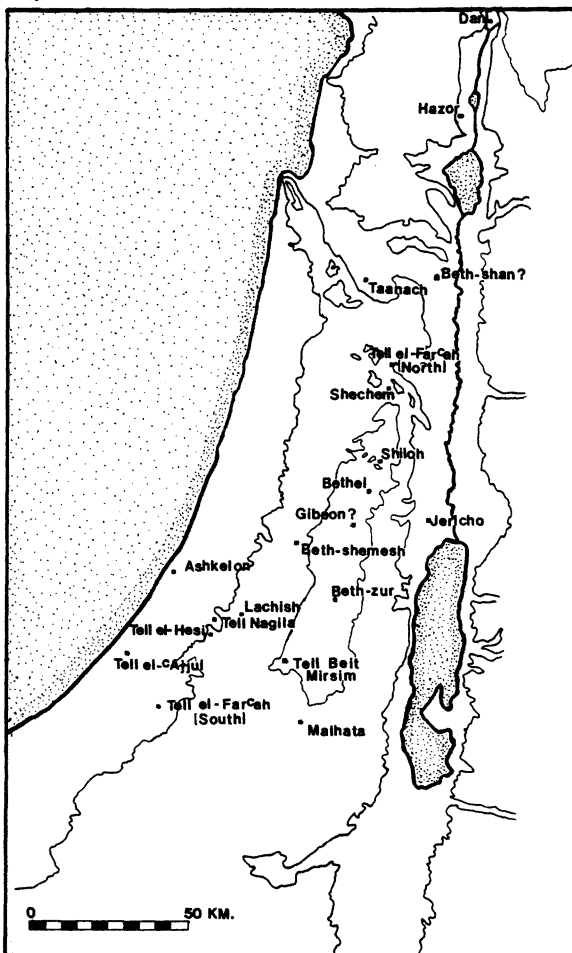 Dan
Hazor
Beth-shan?
Taanach
Tell el-Farᶜah
[No?th]
Shechem
Shiloh
Bethel
Gibeon?
Jericho
Beth-shemesh
Ashkelon
Beth-zur
Lachish
Tell el-Hesi
Tell Nagila
Tell el-ᶜAjjul
Tell Beit
Mirsim
Tell el-Farᶜah
[South]
Malhata
0 50 KM.